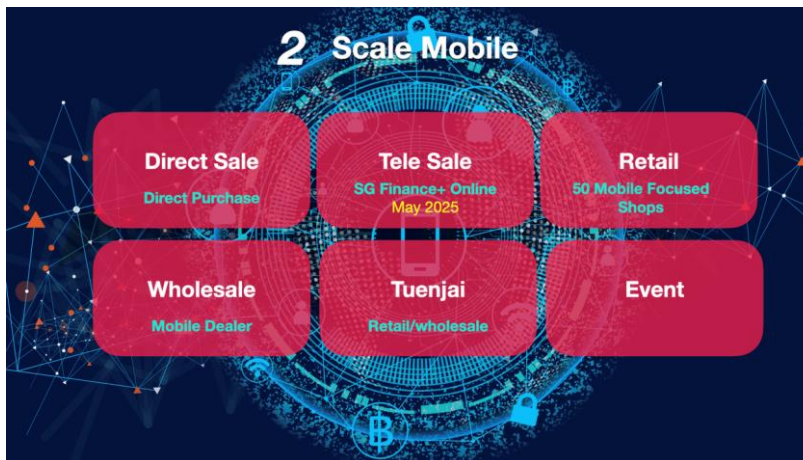 2 Scale Mobile
Direct Sale
Direct Purchase
Tele Sale
SG Finance+ Online
May 2025
Retail
50 Mobile Focused
Shops
Wholesale
Mobile Dealer
Tuenjai
Retail/wholesale
Event